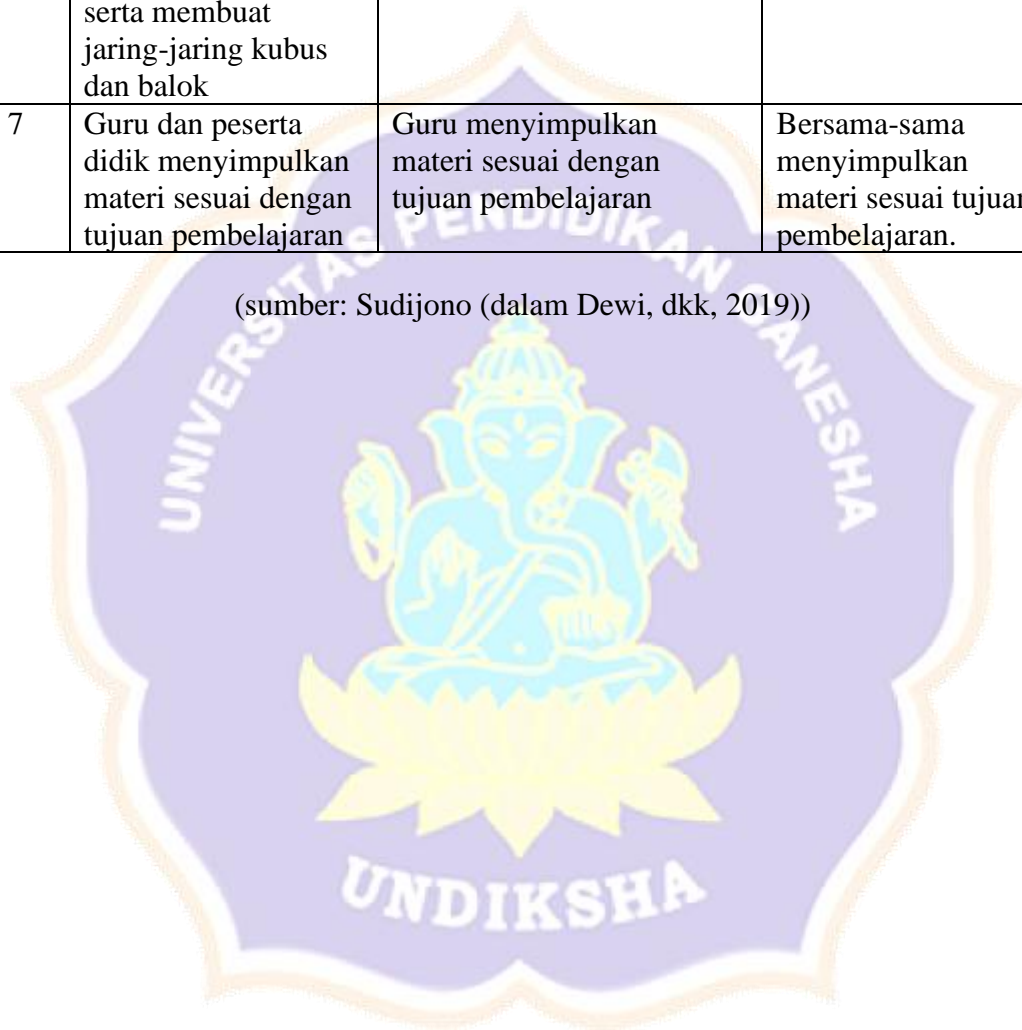 serta membuat
jaring-jaring kubus
dan balok
7
Guru dan peserta
didik menyimpulkan
materi sesuai dengan
tujuan pembelajaran
Guru menyimpulkan
materi sesuai dengan
tujuan pembelajaran
Bersama-sama
menyimpulkan
materi sesuai tujuan
pembelajaran.
(sumber: Sudijono (dalam Dewi, dkk, 2019))
UNIVERSITAS PENDIDIKAN GANESHA
UNDIKSHA